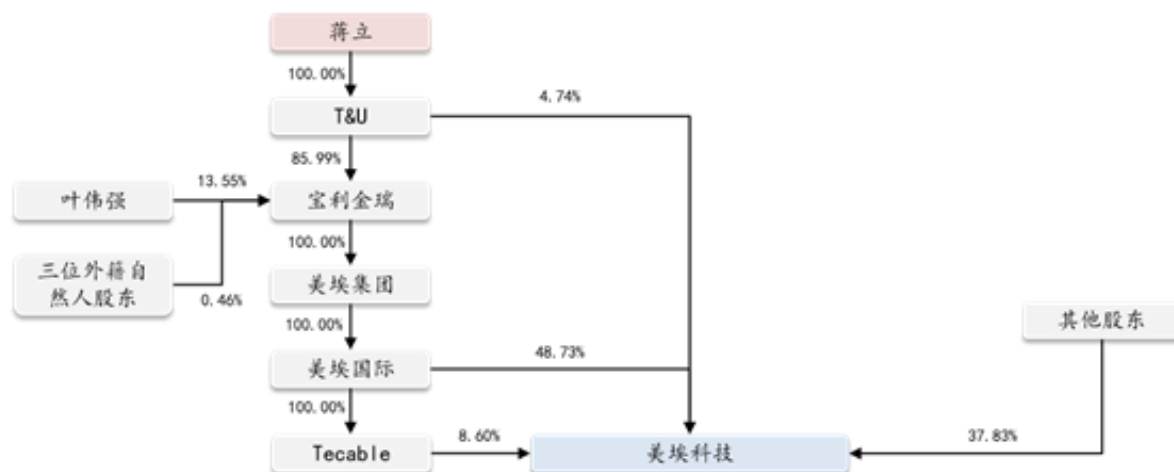 蒋立
100.00%
4.74%
T&U
85.99%
13.55%
叶伟强
宝利金瑞
100.00%
三位外籍自
然人股东
0.46%
美埃集团
100.00%
其他股东
美埃国际
48.73%
100.00%
Tecable
8.60%
美埃科技
37.83%